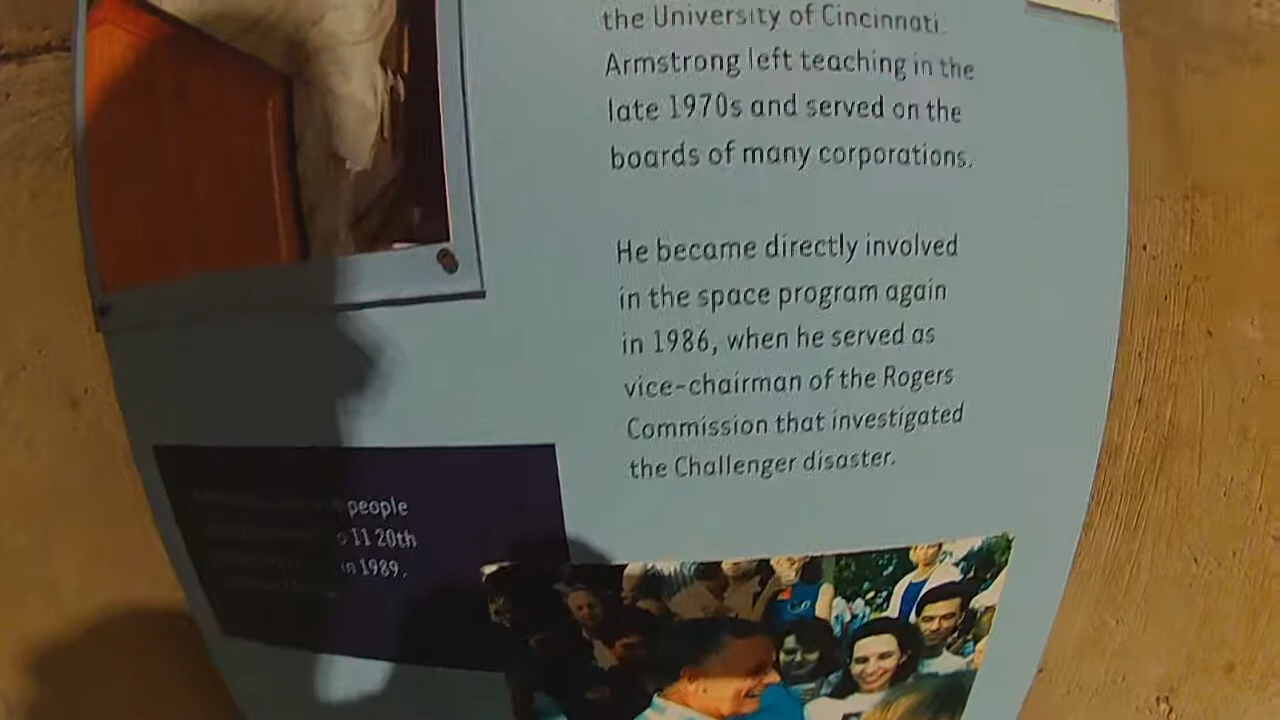 the University of Cincinnati.
Armstrong left teaching in the
late 1970s and served on the
boards of many corporations.
He became directly involved
in the space program again
in 1986, when he served as
vice-chairman of the Rogers
Commission that investigated
the Challenger disaster.
people
11 20th
in 1989.